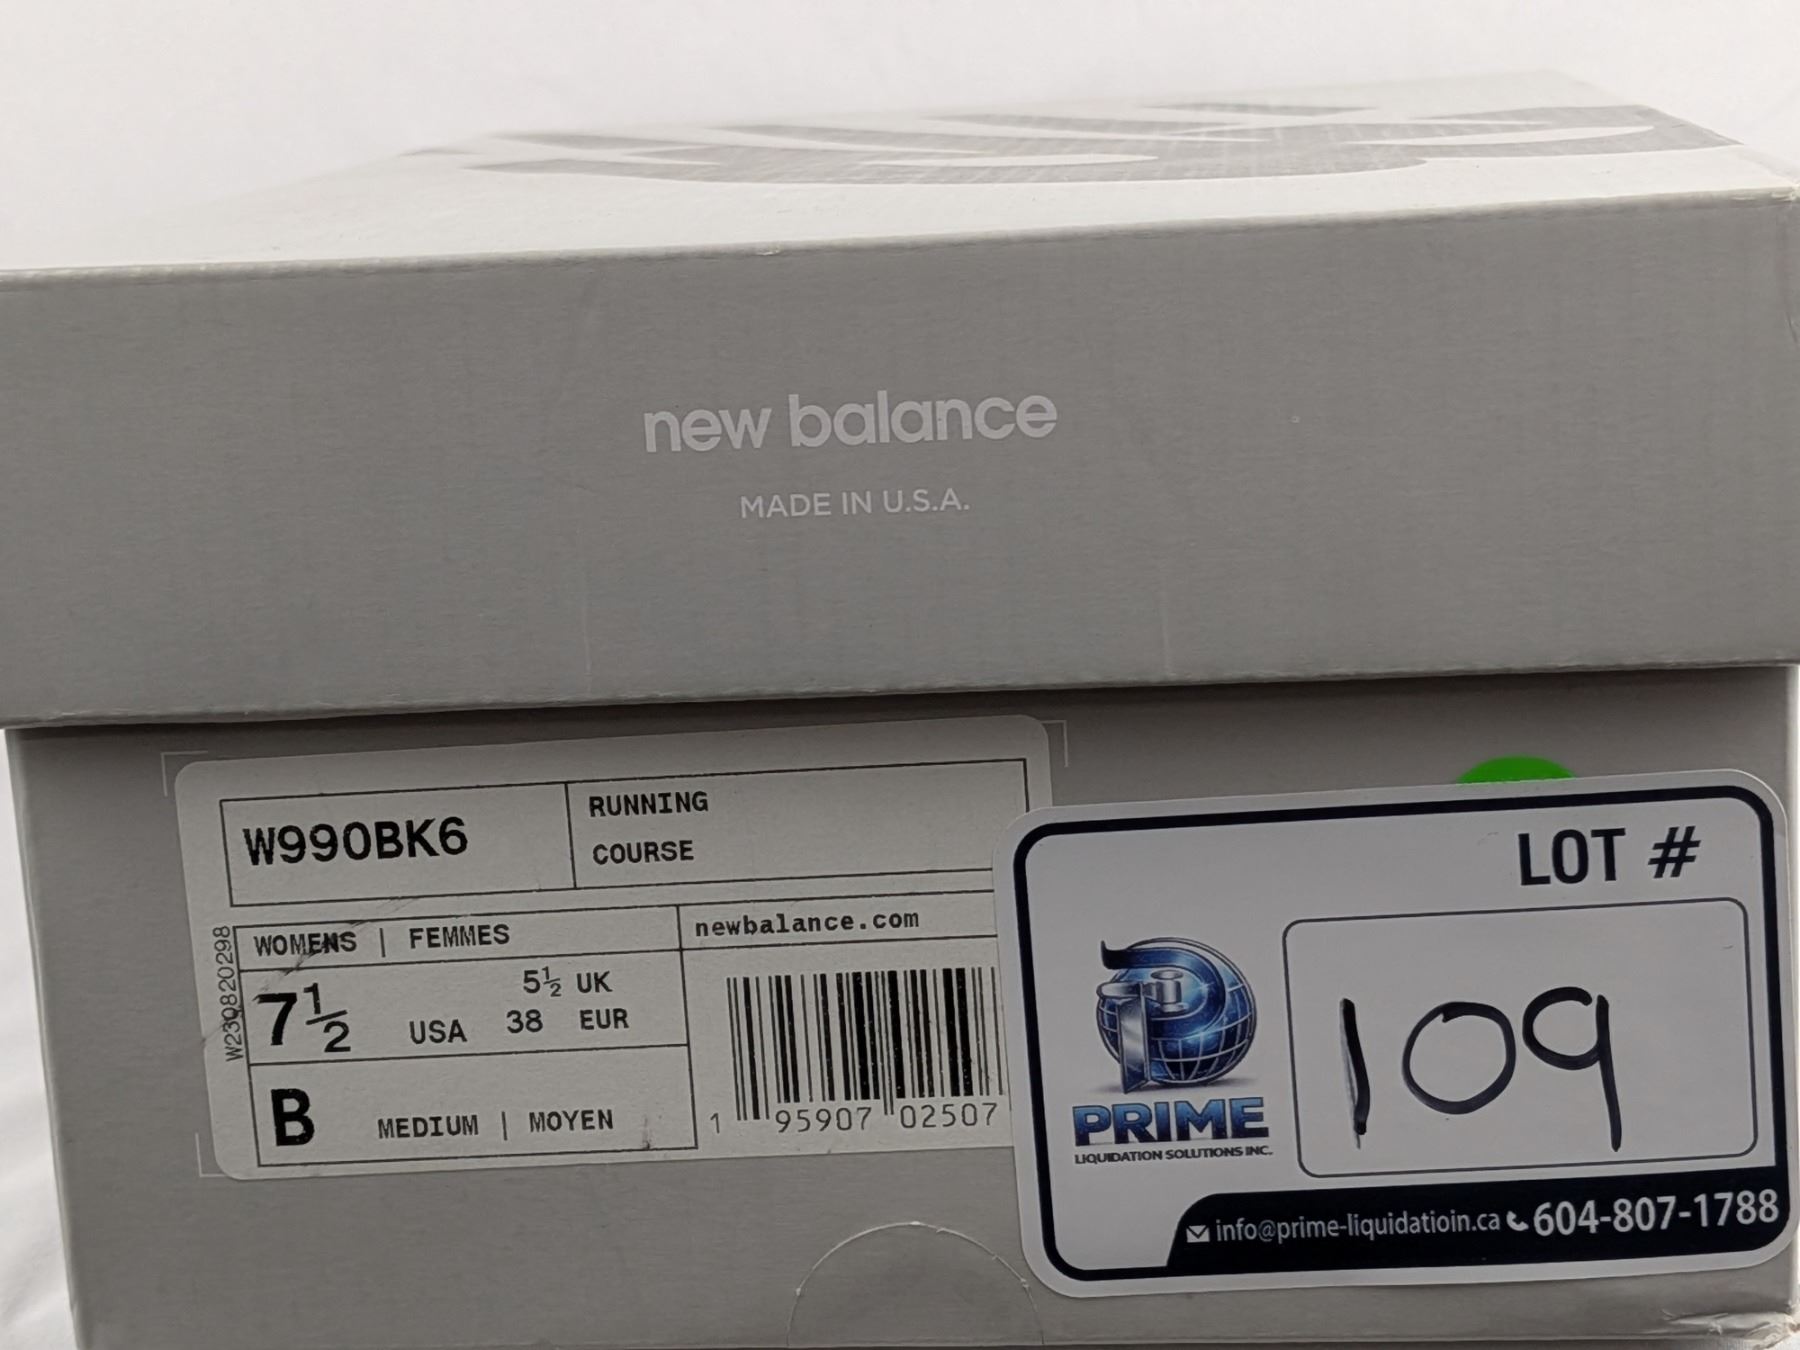 new balance
MADE IN U.S.A.
W990BK6
RUNNING
COURSE
WOMENS | FEMMES
newbalance.com
7½ USA
5½ UK
38 EUR
B MEDIUM | MOYEN
W230820298
1 95907 02507
LOT #
109
PRIME
LIQUIDATION SOLUTIONS INC.
info@prime-liquidatioin.ca 604-807-1788